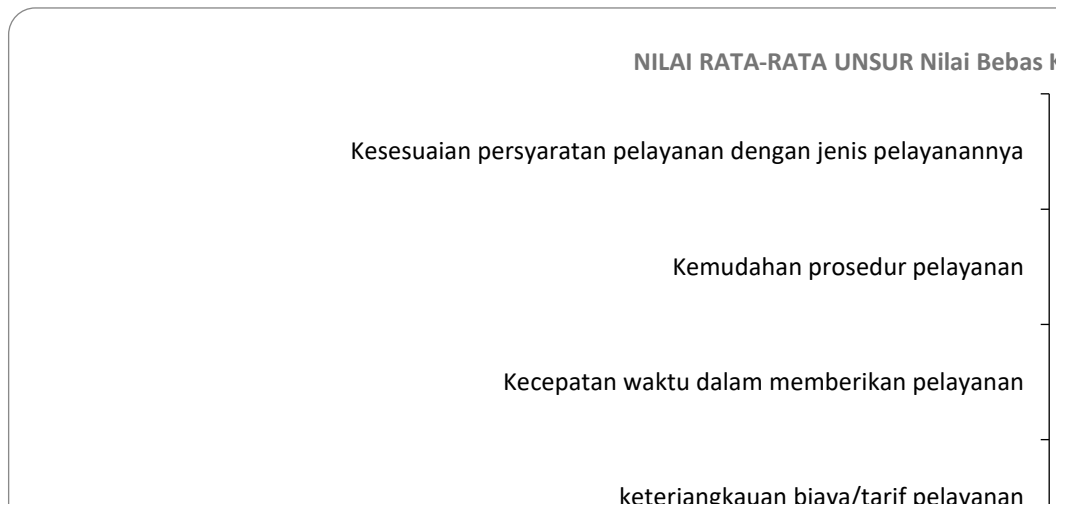 NILAI RATA-RATA UNSUR Nilai Bebas
Kesesuaian persyaratan pelayanan dengan jenis pelayanannya
Kemudahan prosedur pelayanan
Kecepatan waktu dalam memberikan pelayanan
keterjangkauan biaya/tarif pelayanan